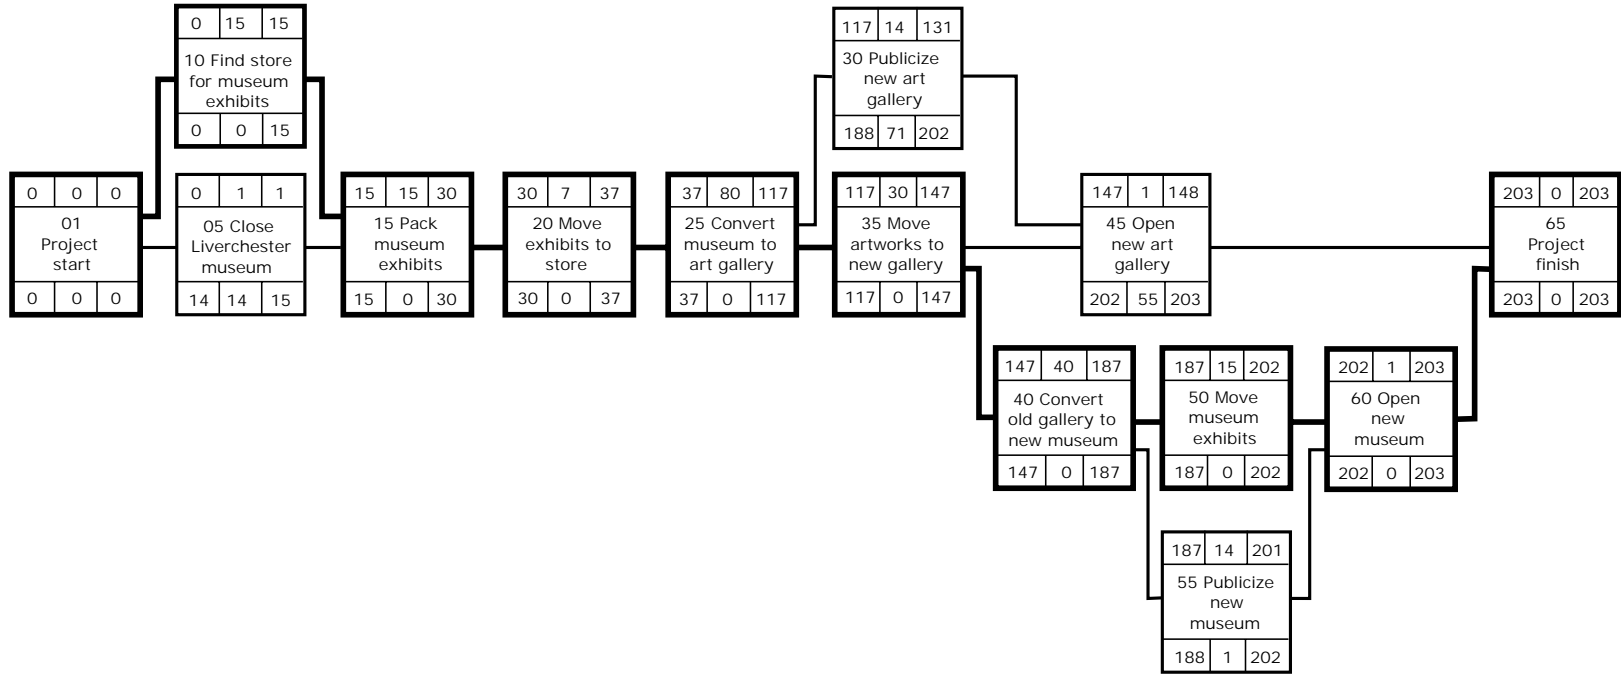 0 15 15
10 Find store
for museum
exhibits
0 0 15
117 14 131
30 Publicize
new art
gallery
188 71 202
0 0 0
01
Project
start
0 0 0
0 1 1
05 Close
Liverchester
museum
14 14 15
15 15 30
15 Pack
museum
exhibits
15 0 30
30 7 37
20 Move
exhibits to
store
30 0 37
37 80 117
25 Convert
museum to
art gallery
37 0 117
117 30 147
35 Move
artworks to
new gallery
117 0 147
147 1 148
45 Open
new art
gallery
202 55 203
203 0 203
65
Project
finish
203 0 203
147 40 187
40 Convert
old gallery to
new museum
147 0 187
187 15 202
50 Move
museum
exhibits
187 0 202
202 1 203
60 Open
new
museum
202 0 203
187 14 201
55 Publicize
new
museum
188 1 202